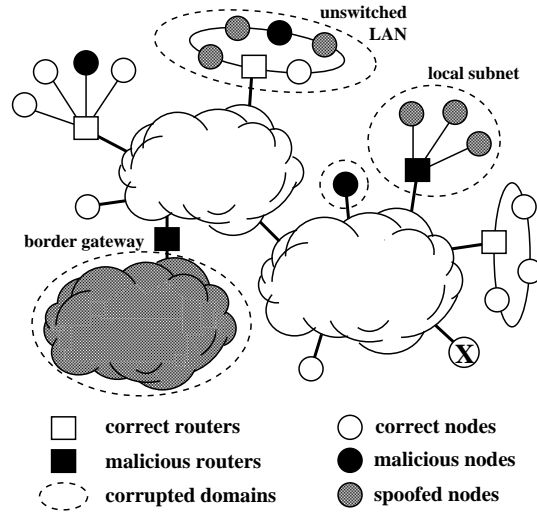 unswitched
LAN
local subnet
border gateway
X
correct routers
correct nodes
malicious routers
malicious nodes
corrupted domains
spoofed nodes